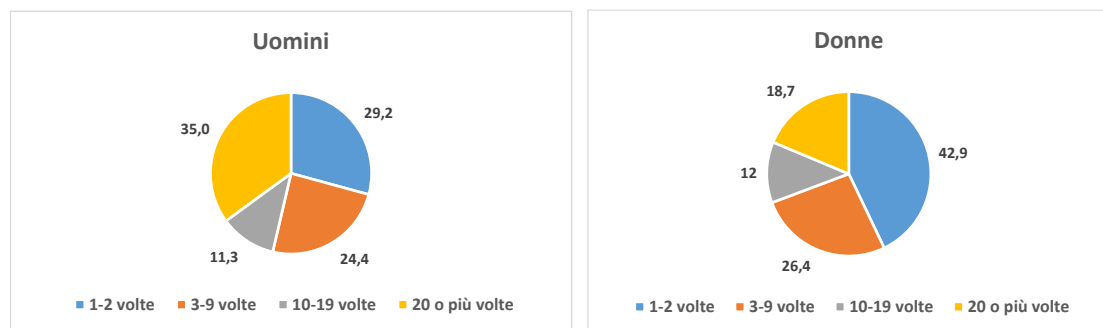 Uomini
29,2
35,0
11,3
24,4
1-2 volte 3-9 volte 10-19 volte 20 o più volte
Donne
18,7
42,9
12
26,4
1-2 volte 3-9 volte 10-19 volte 20 o più volte